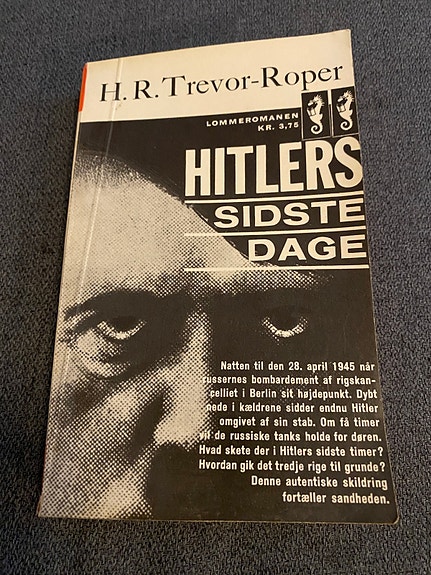 H. R. Trevor-Roper
LOMMEROMANEN
KR. 3,75
HITLERS
SIDSTE
DAGE
Natten til den 28. april 1945 når
russernes bombardement af rigskan-
celliet i Berlin sit højdepunkt. Dybt
nede i kældrene sidder endnu Hitler
omgivet af sin stab. Om få timer
vil de russiske tanks holde for døren.
Hvad skete der i Hitlers sidste timer?
Hvordan gik det tredje rige til grunde?
Denne autentiske skildring
fortæller sandheden.